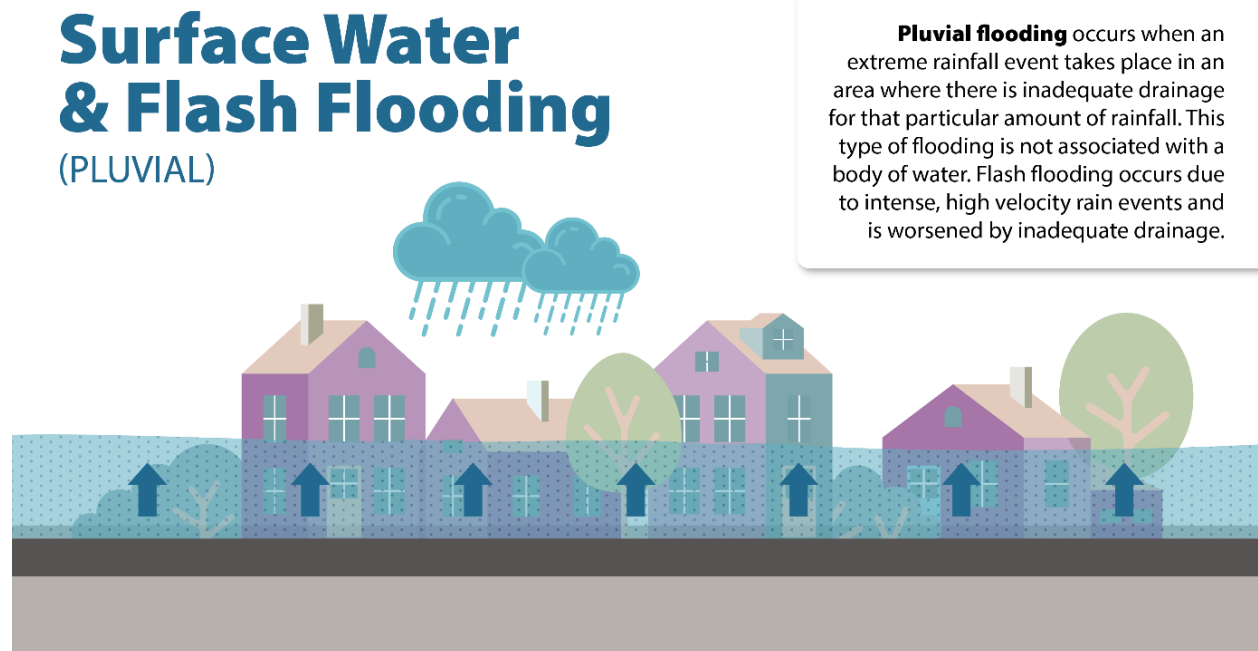 Surface Water
& Flash Flooding
(PLUVIAL)
Pluvial flooding occurs when an
extreme rainfall event takes place in an
area where there is inadequate drainage
for that particular amount of rainfall. This
type of flooding is not associated with a
body of water. Flash flooding occurs due
to intense, high velocity rain events and
is worsened by inadequate drainage.